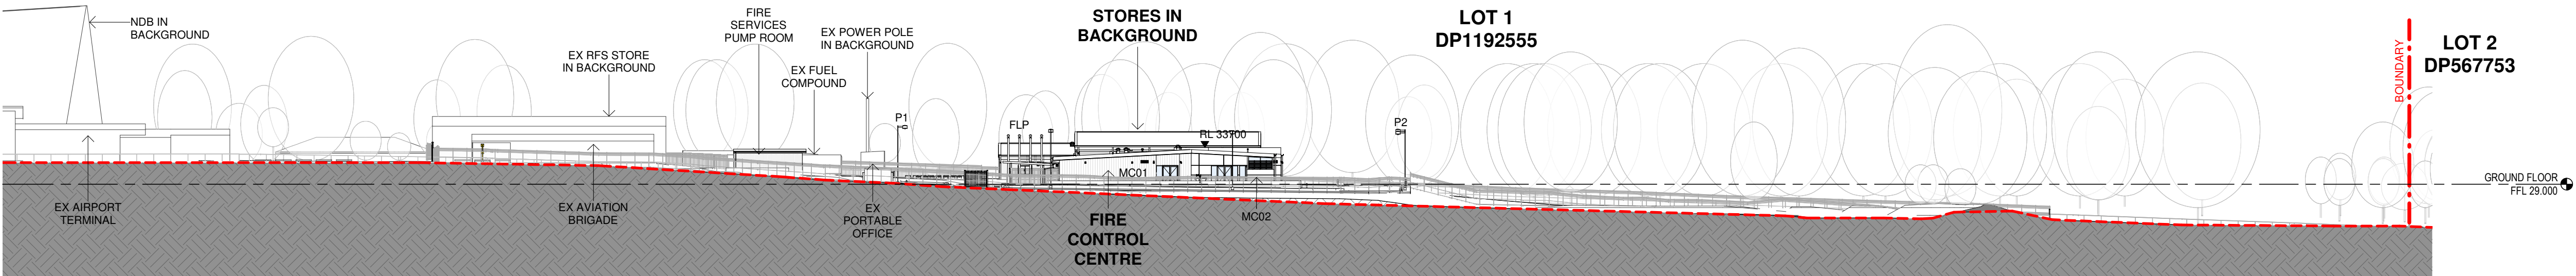 NDB IN
BACKGROUND
FIRE
SERVICES
PUMP ROOM
EX RFS STORE
IN BACKGROUND
EX POWER POLE
IN BACKGROUND
EX FUEL
COMPOUND
STORES IN
BACKGROUND
LOT 1
DP1192555
BOUNDARY
LOT 2
DP567753
P1
FLP
RL 33700
P2
MC01
GROUND FLOOR
FFL 29.000
EX AIRPORT
TERMINAL
EX AVIATION
BRIGADE
EX
PORTABLE
OFFICE
FIRE
CONTROL
CENTRE
MC02